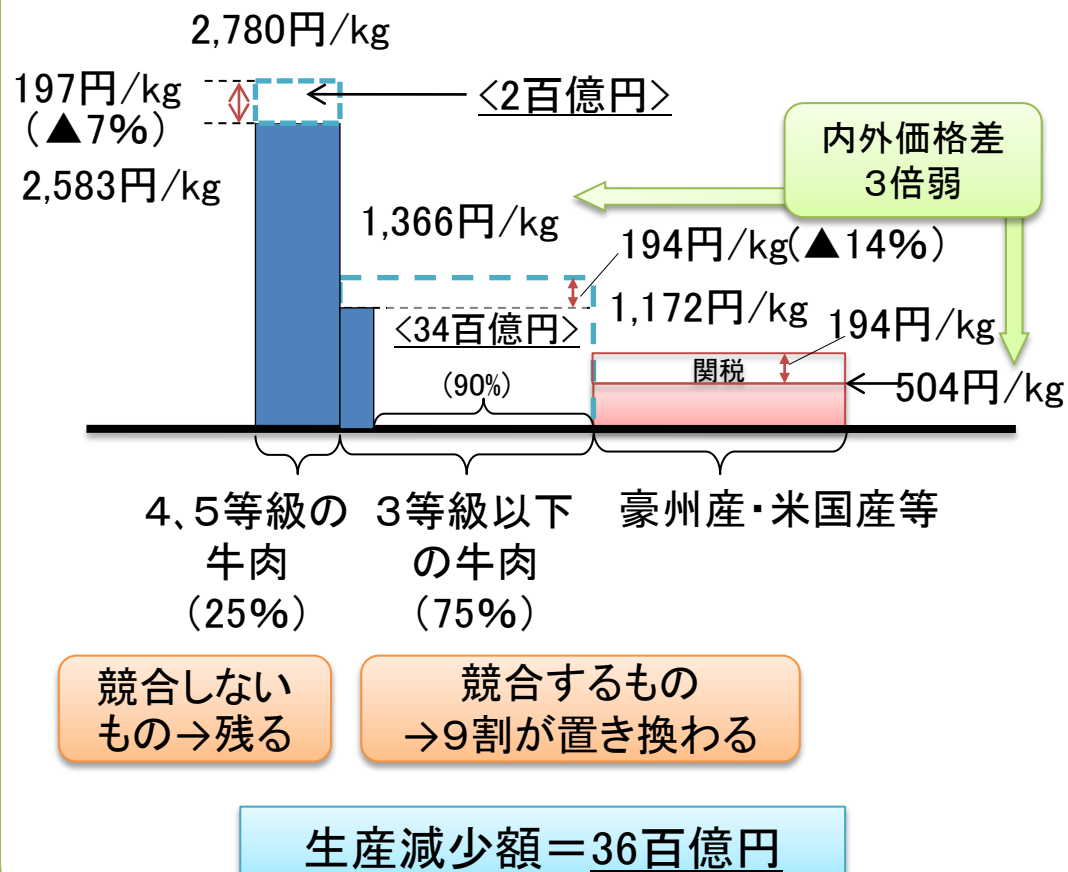 2,780円/kg
197円/kg
（▲7%）
<2百億円>
2,583円/kg
内外価格差
３倍弱
1,366円/kg
194円/kg(▲14%）
<34百億円>
1,172円/kg
194円/kg
関税
（90%）
504円/kg
４、５等級の
牛肉
（25%）
３等級以下
の牛肉
（75%）
豪州産・米国産等
競合しない
もの→残る
競合するもの
→９割が置き換わる
生産減少額＝36百億円